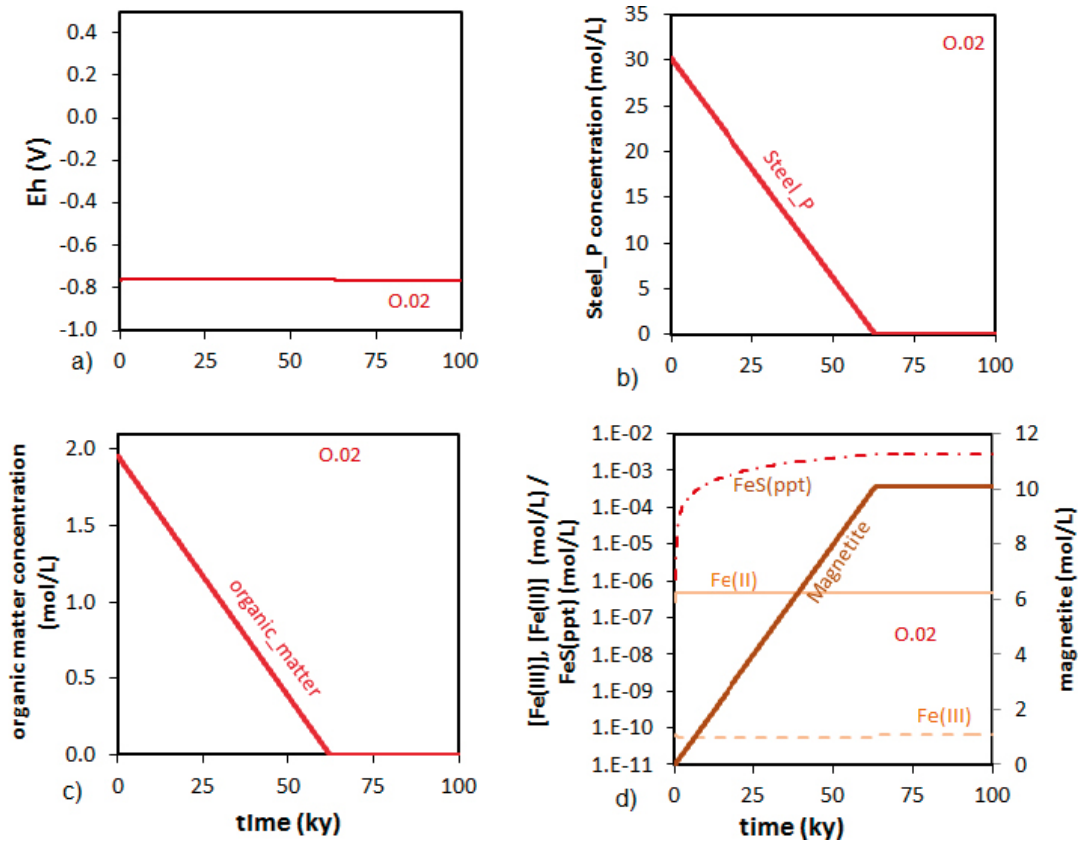 0.4
0.2
0.0
-0.2
-0.4
-0.6
-0.8
-1.0
Eh (V)
O.02
0 25 50 75 100
a)
35
30
25
20
15
10
5
0
Steel_P concentration (mol/L)
O.02
Steel_P
0 25 50 75 100
b)
2.0
1.5
1.0
0.5
0.0
organic matter concentration
(mol/L)
O.02
organic_matter
0 25 50 75 100
c)
time (ky)
1.E-02
1.E-03
1.E-04
1.E-05
1.E-06
1.E-07
1.E-08
1.E-09
1.E-10
1.E-11
[Fe(III)], [Fe(II)] (mol/L) /
FeS(ppt) (mol/L)
FeS(ppt)
Fe(II)
Magnetite
O.02
Fe(III)
12
10
8
6
4
2
0
magnetite (mol/L)
0 25 50 75 100
d)
time (ky)